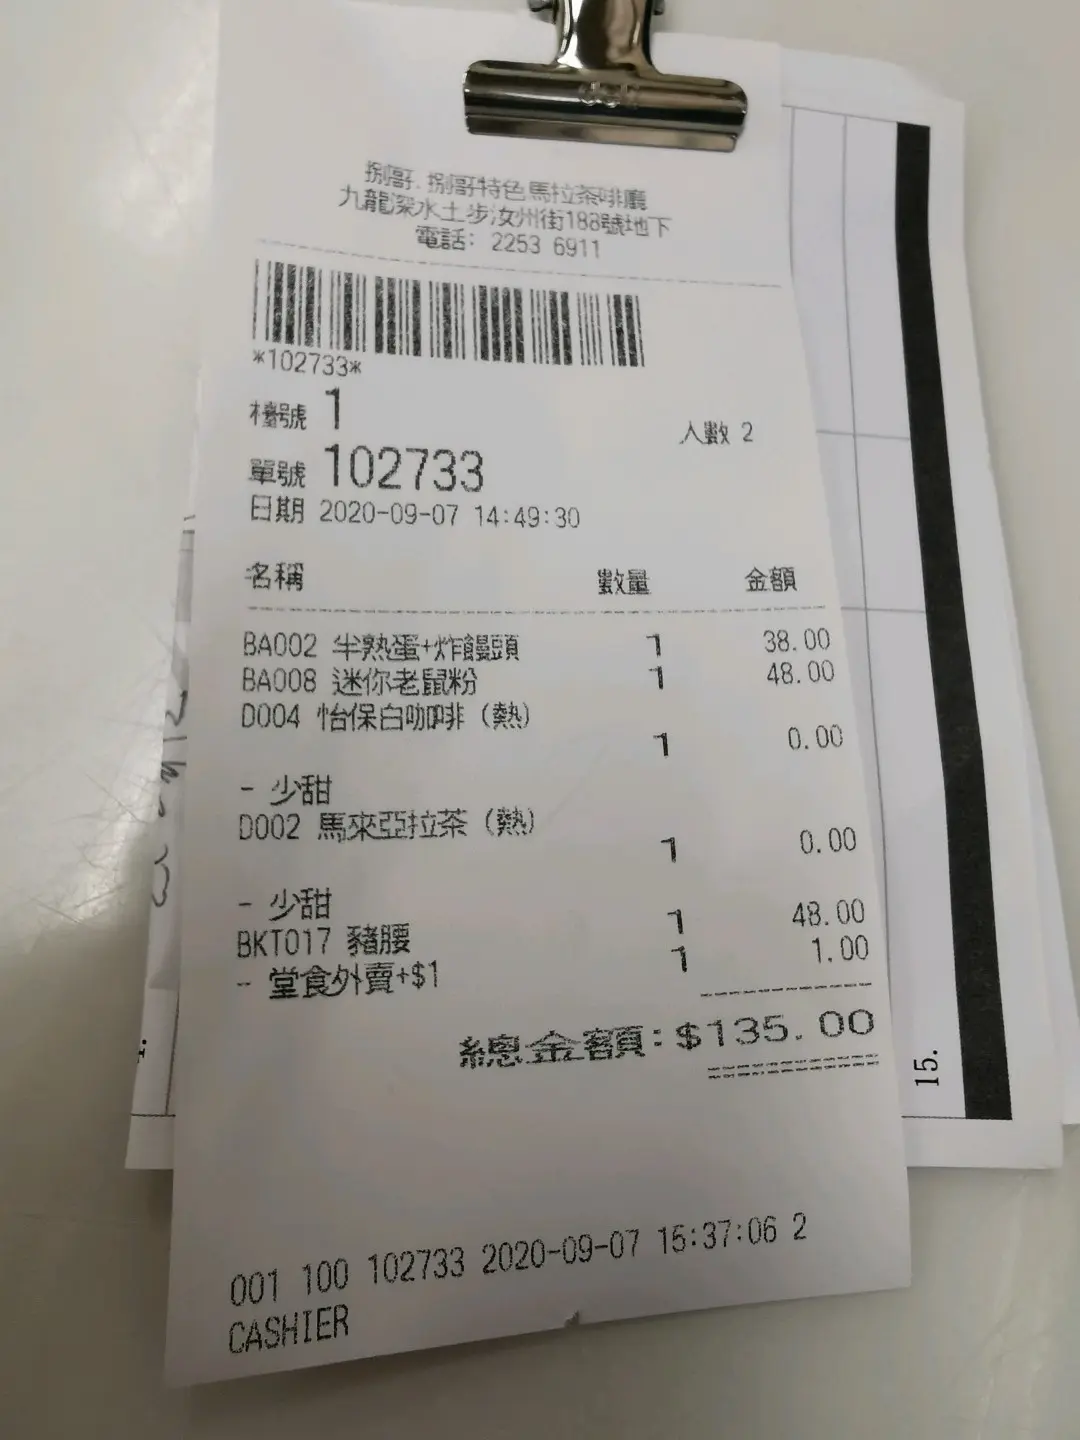 捌哥.捌哥特色馬拉茶啡廳
九龍深水土步汝州街188號地下
電話: 2253 6911
*102733*
檯號 1
人數 2
單號 102733
日期 2020-09-07 14:49:30
名稱 數量 金額
BA002 半熟蛋+炸饅頭 1 38.00
BA008 迷你老鼠粉 1 48.00
D004 怡保白咖啡 (熱)
1 0.00
- 少甜
D002 馬來亞拉茶 (熱)
1 0.00
- 少甜
BKT017 豬腰 1 48.00
- 堂食外賣+$1 1 1.00
總金額:$135.00
001 100 102733 2020-09-07 15:37:06 2
CASHIER
15.